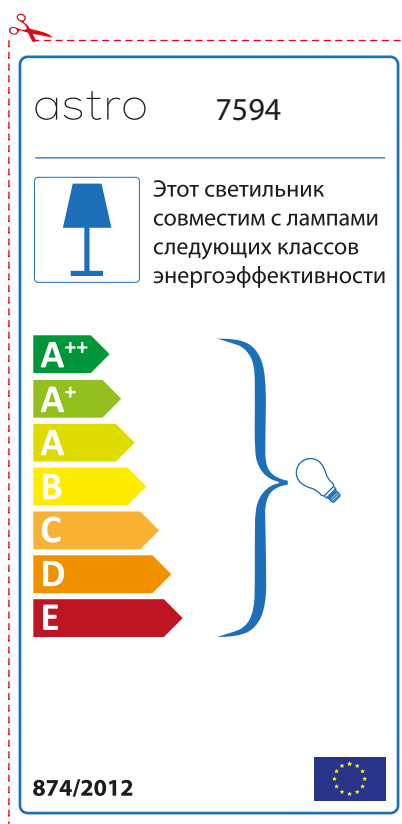 astro 7594
Этот светильник
совместим с лампами
следующих классов
энергоэффективности
A++
A+
A
B
C
D
E
874/2012